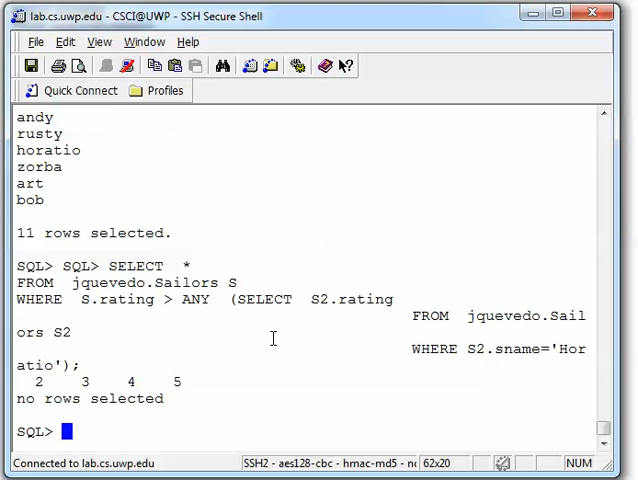 lab.cs.uwp.edu - CSCI@UWP - SSH Secure Shell
File Edit View Window Help
Quick Connect Profiles
andy
rusty
horatio
zorba
art
bob
11 rows selected.
SQL> SQL> SELECT *
FROM jquevedo.Sailors S
WHERE S.rating > ANY (SELECT S2.rating
FROM jquevedo.Sail
ors S2
WHERE S2.sname='Hor
atio');
2 3 4 5
no rows selected
SQL>
Connected to lab.cs.uwp.edu SSH2 - aes128-cbc - hmac-md5 - nc 62x20 NUM